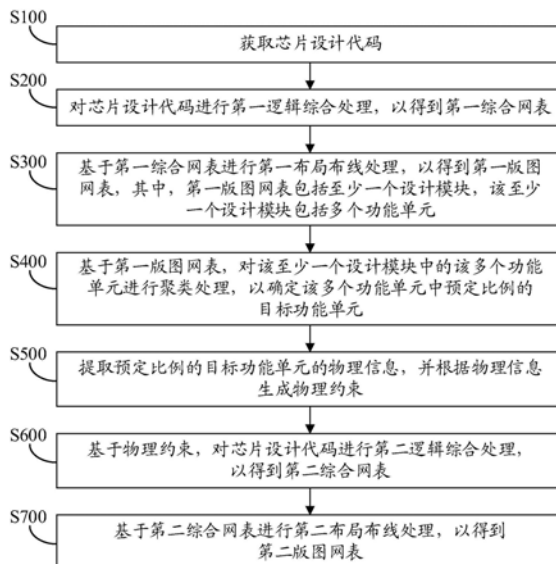 S100
获取芯片设计代码
S200
对芯片设计代码进行第一逻辑综合处理，以得到第一综合网表
S300
基于第一综合网表进行第一布局布线处理，以得到第一版图
网表，其中，第一版图网表包括至少一个设计模块，该至少
一个设计模块包括多个功能单元
S400
基于第一版图网表，对该至少一个设计模块中的该多个功能
单元进行聚类处理，以确定该多个功能单元中预定比例的
目标功能单元
S500
提取预定比例的目标功能单元的物理信息，并根据物理信息
生成物理约束
S600
基于物理约束，对芯片设计代码进行第二逻辑综合处理，
以得到第二综合网表
S700
基于第二综合网表进行第二布局布线处理，以得到
第二版图网表